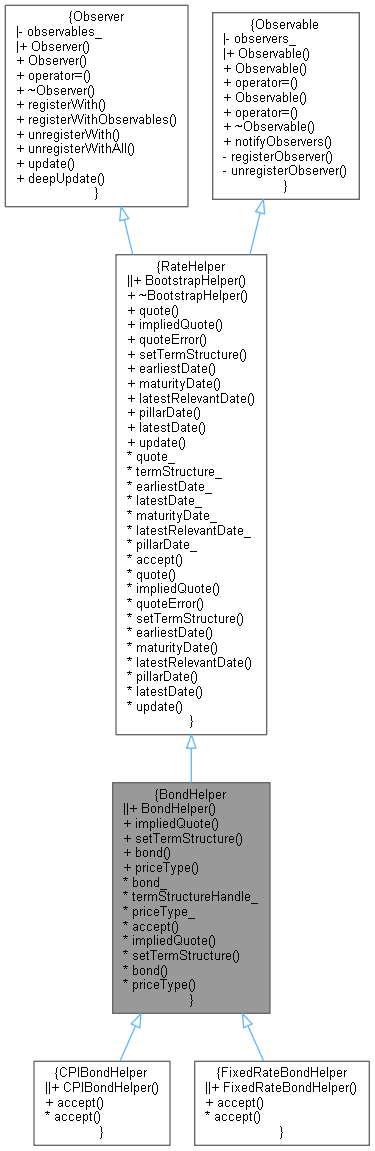 {Observer
|- observables_
|+ Observer()
+ Observer()
+ operator=()
+ ~Observer()
+ registerWith()
+ registerWithObservables()
+ unregisterWith()
+ unregisterWithAll()
+ update()
+ deepUpdate()
}
{Observable
|- observers_
|+ Observable()
+ Observable()
+ operator=()
+ Observable()
+ operator=()
+ ~Observable()
+ notifyObservers()
- registerObserver()
- unregisterObserver()
}
{RateHelper
||+ BootstrapHelper()
+ ~BootstrapHelper()
+ quote()
+ impliedQuote()
+ quoteError()
+ setTermStructure()
+ earliestDate()
+ maturityDate()
+ latestRelevantDate()
+ pillarDate()
+ latestDate()
+ update()
* quote_
* termStructure_
* earliestDate_
* latestDate_
* maturityDate_
* latestRelevantDate_
* pillarDate_
* accept()
* quote()
* impliedQuote()
* quoteError()
* setTermStructure()
* earliestDate()
* maturityDate()
* latestRelevantDate()
* pillarDate()
* latestDate()
* update()
}
{BondHelper
||+ BondHelper()
+ impliedQuote()
+ setTermStructure()
+ bond()
+ priceType()
* bond_
* termStructureHandle_
* priceType_
* accept()
* impliedQuote()
* setTermStructure()
* bond()
* priceType()
}
{CPIBondHelper
||+ CPIBondHelper()
+ accept()
* accept()
}
{FixedRateBondHelper
||+ FixedRateBondHelper()
+ accept()
* accept()
}